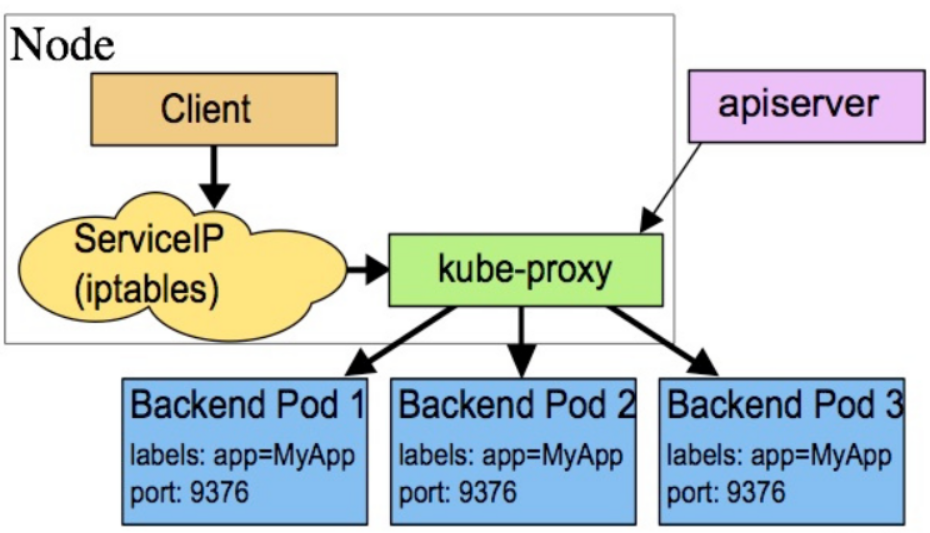 Node
Client
apiserver
ServiceIP
(iptables)
kube-proxy
Backend Pod 1
labels: app=MyApp
port: 9376
Backend Pod 2
labels: app=MyApp
port: 9376
Backend Pod 3
labels: app=MyApp
port: 9376